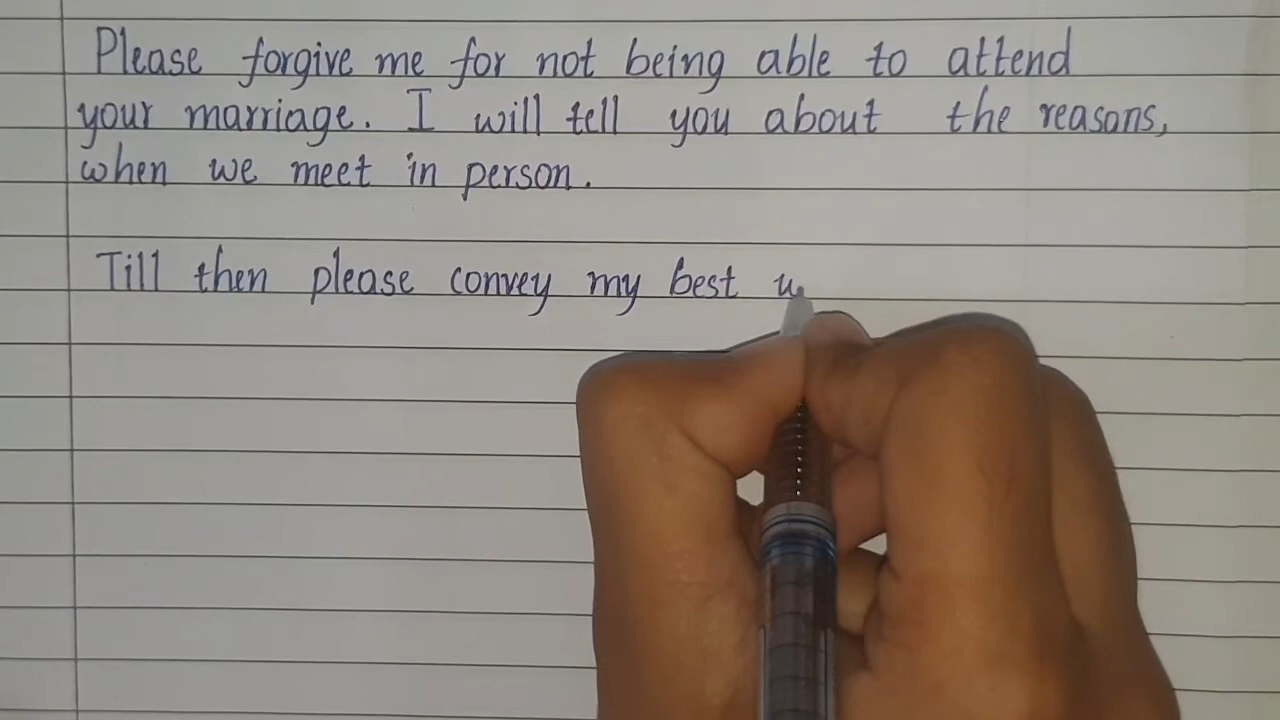 Please forgive me for not being able to attend
your marriage. I will tell you about the reasons,
when we meet in person.
Till then please convey my best